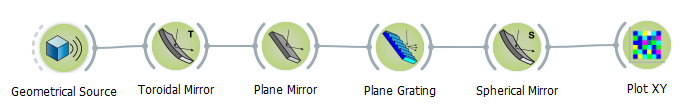 T
S
Geometrical Source
Toroidal Mirror
Plane Mirror
Plane Grating
Spherical Mirror
Plot XY